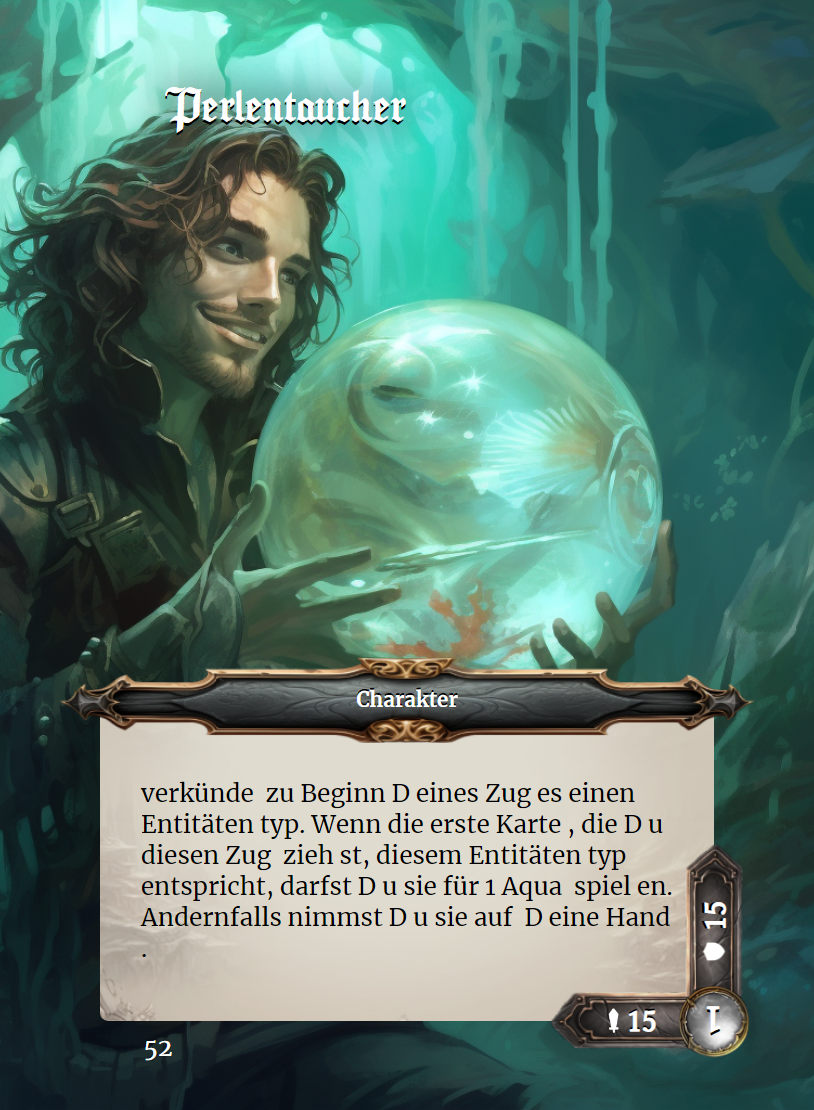 Perlentaucher
Charakter
verkünde  zu Beginn D eines Zug es einen
Entitäten typ. Wenn die erste Karte , die D u
diesen Zug  zieh st, diesem Entitäten typ
entspricht, darfst D u sie für 1 Aqua  spiel en.
Andernfalls nimmst D u sie auf  D eine Hand
.
15
15
1
52